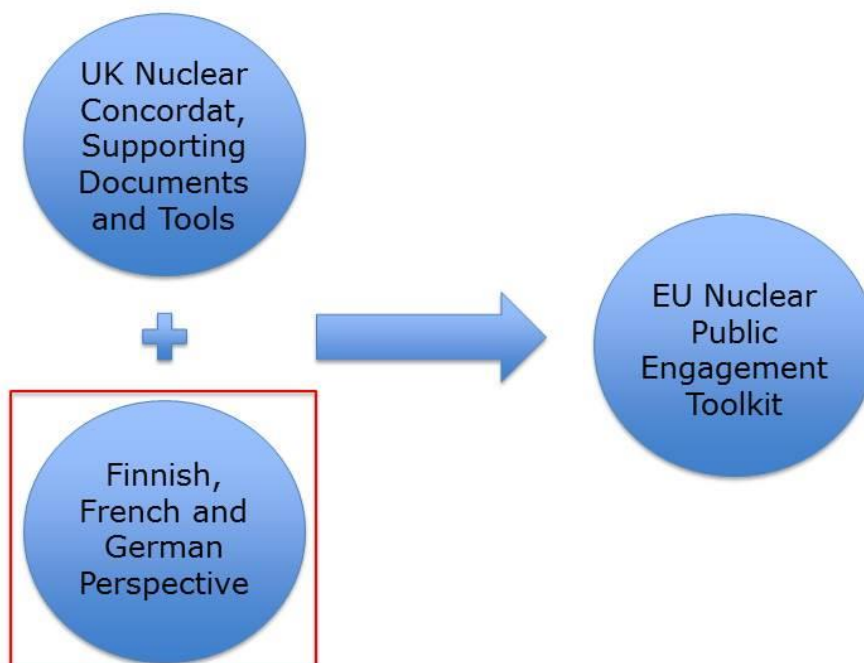 UK Nuclear
Concordat,
Supporting
Documents
and Tools
Finnish,
French and
German
Perspective
EU Nuclear
Public
Engagement
Toolkit